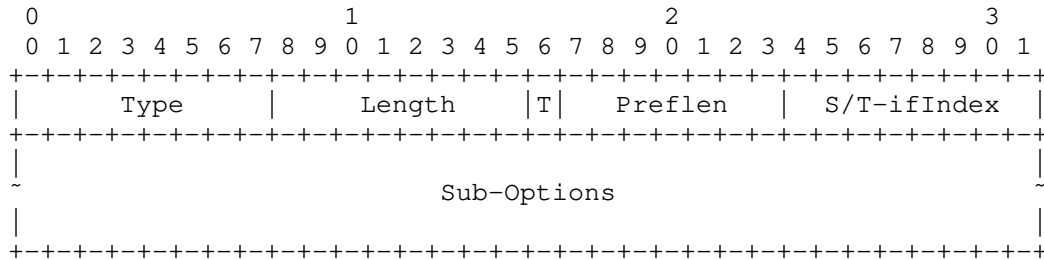 0                   1                   2                   3
 0 1 2 3 4 5 6 7 8 9 0 1 2 3 4 5 6 7 8 9 0 1 2 3 4 5 6 7 8 9 0 1
+-+-+-+-+-+-+-+-+-+-+-+-+-+-+-+-+-+-+-+-+-+-+-+-+-+-+-+-+-+-+-+-+
|      Type     |     Length    |T|   Preflen   | S/T-ifIndex   |
+-+-+-+-+-+-+-+-+-+-+-+-+-+-+-+-+-+-+-+-+-+-+-+-+-+-+-+-+-+-+-+-+
|                                                               |
~                          Sub-Options                          ~
|                                                               |
+-+-+-+-+-+-+-+-+-+-+-+-+-+-+-+-+-+-+-+-+-+-+-+-+-+-+-+-+-+-+-+-+